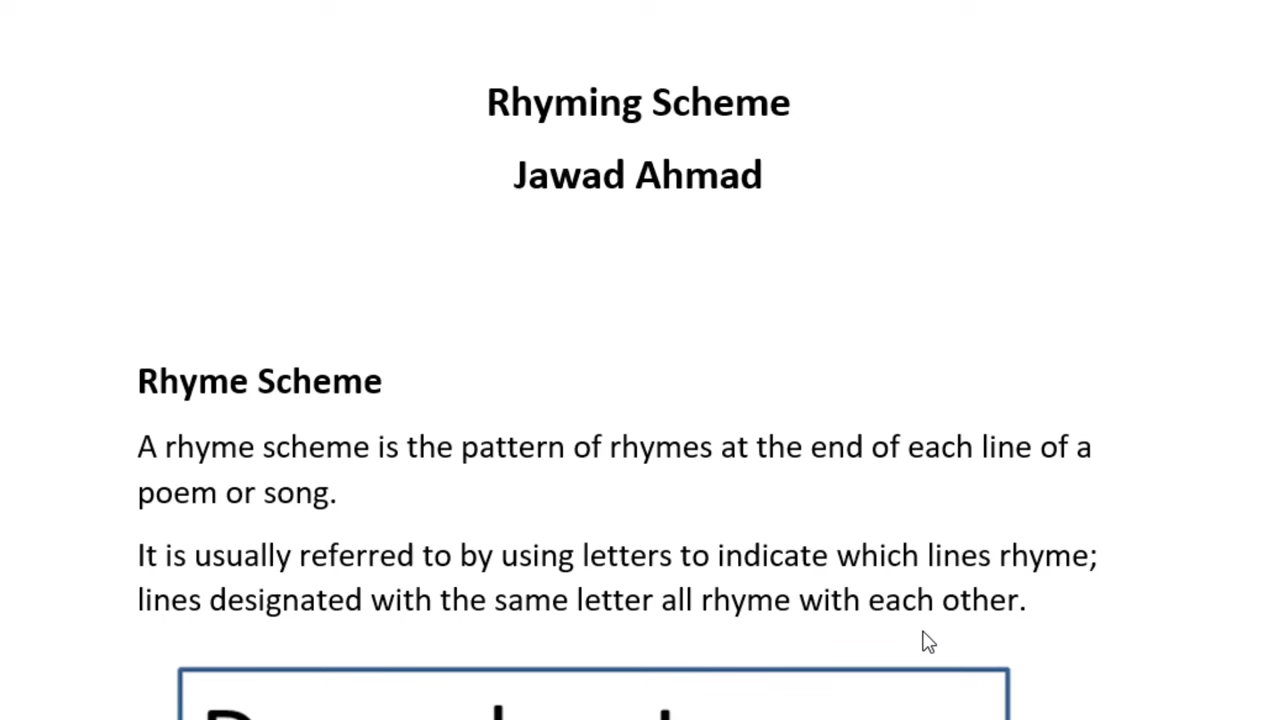 Rhyming Scheme
Jawad Ahmad
Rhyme Scheme
A rhyme scheme is the pattern of rhymes at the end of each line of a
poem or song.
It is usually referred to by using letters to indicate which lines rhyme;
lines designated with the same letter all rhyme with each other.